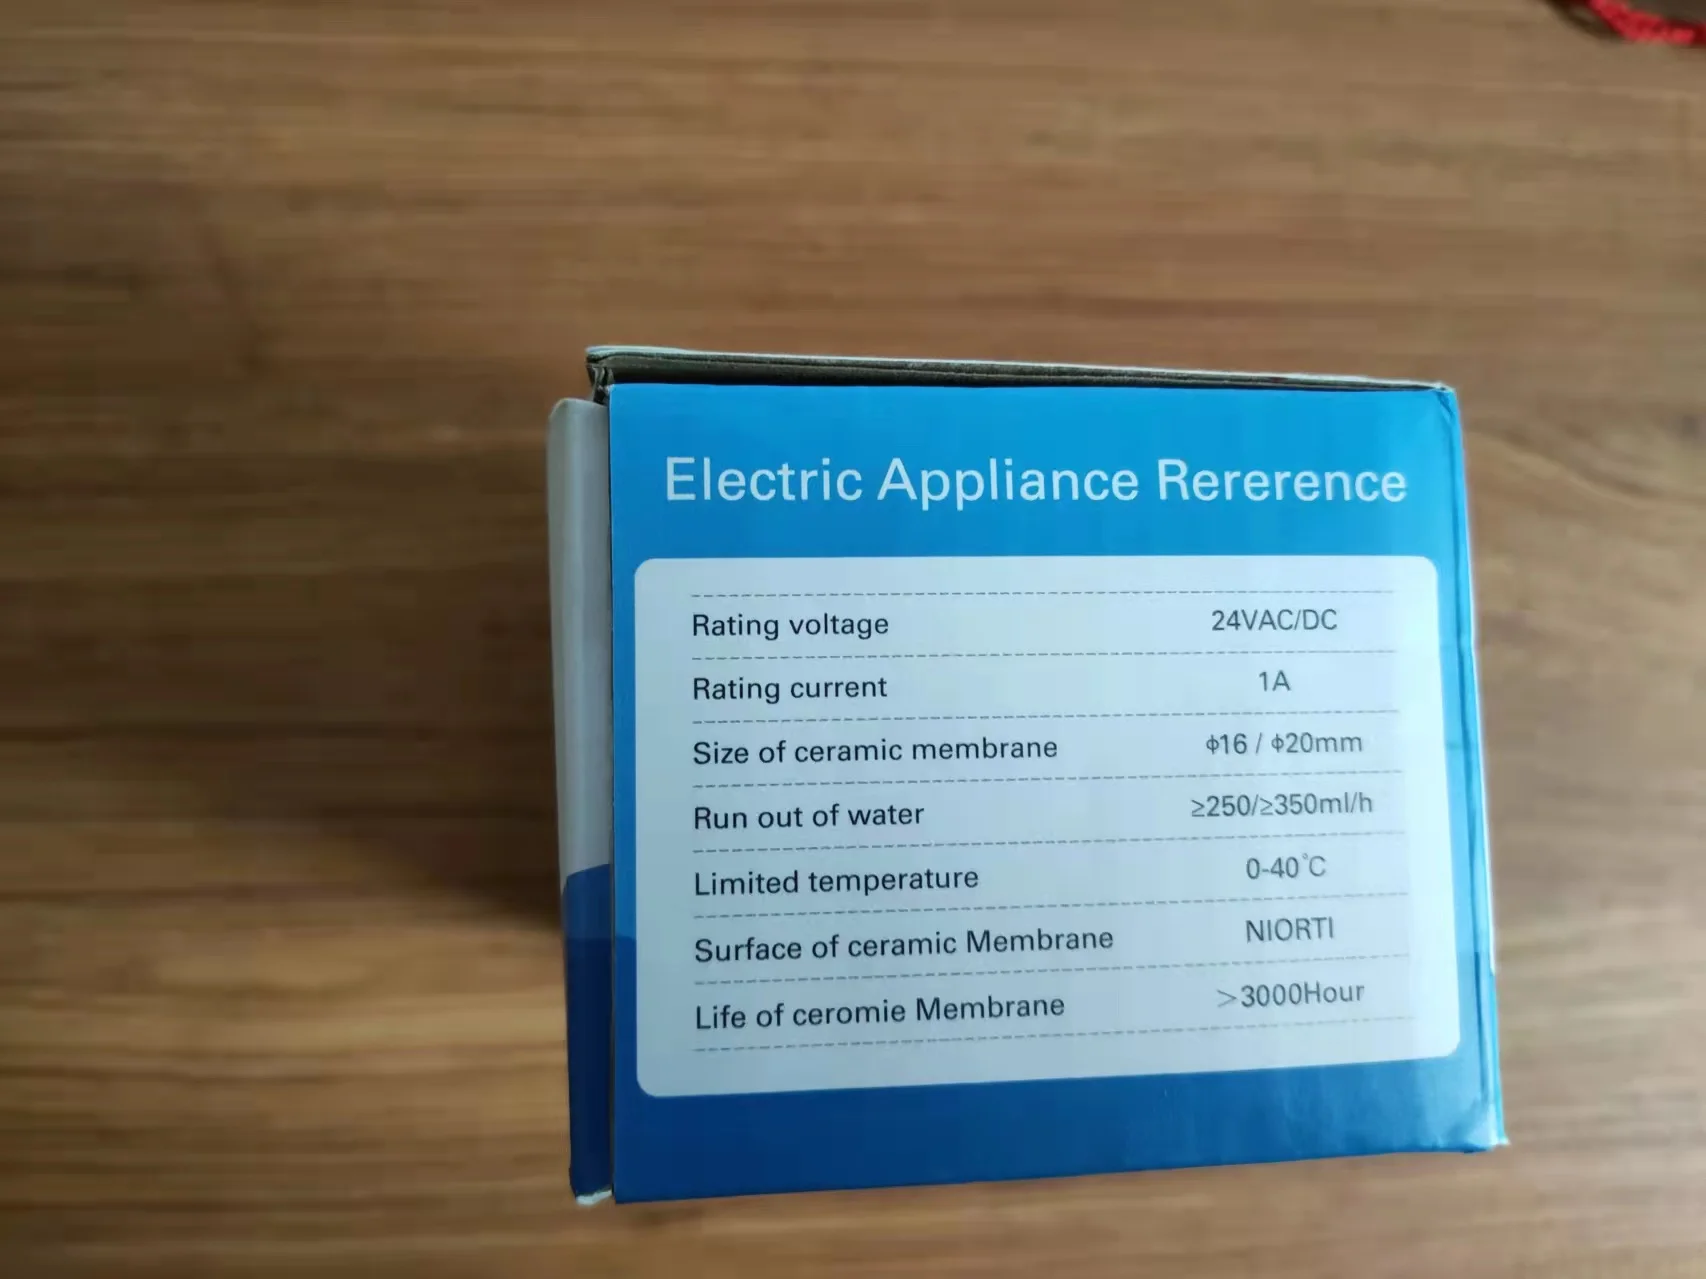 Electric Appliance Rererence
Rating voltage 24VAC/DC
Rating current 1A
Size of ceramic membrane ϕ16 / ϕ20mm
Run out of water ≥250/≥350ml/h
Limited temperature 0-40°C
Surface of ceramic Membrane NIORTI
Life of ceromie Membrane >3000Hour